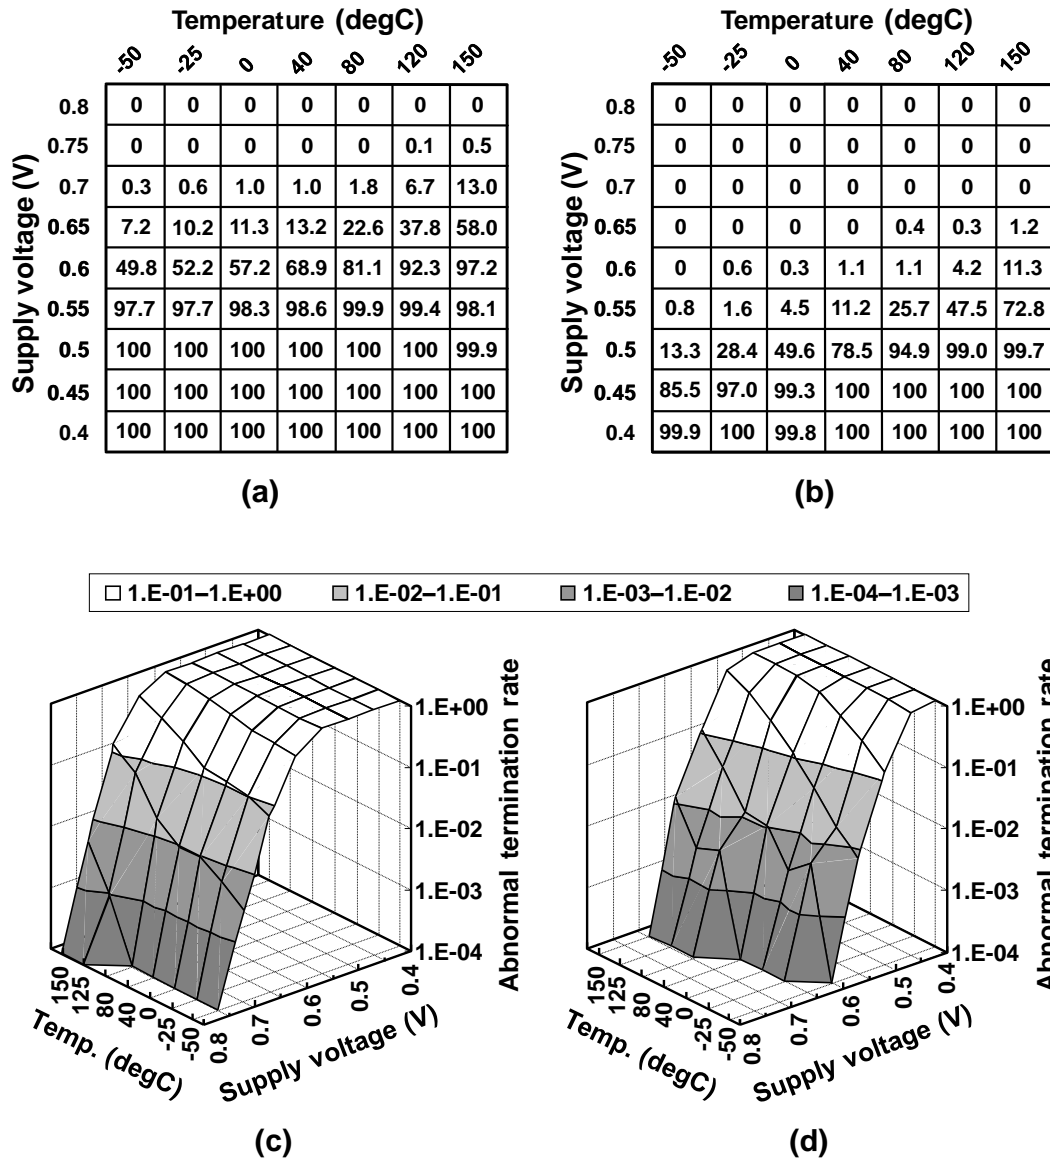 Temperature (degC)
-50 -25 0 40 80 120 150
Supply voltage (V)
0.8 0 0 0 0 0 0 0
0.75 0 0 0 0 0 0.1 0.5
0.7 0.3 0.6 1.0 1.0 1.8 6.7 13.0
0.65 7.2 10.2 11.3 13.2 22.6 37.8 58.0
0.6 49.8 52.2 57.2 68.9 81.1 92.3 97.2
0.55 97.7 97.7 98.3 98.6 99.9 99.4 98.1
0.5 100 100 100 100 100 100 99.9
0.45 100 100 100 100 100 100 100
0.4 100 100 100 100 100 100 100
(a)
Temperature (degC)
-50 -25 0 40 80 120 150
Supply voltage (V)
0.8 0 0 0 0 0 0 0
0.75 0 0 0 0 0 0 0
0.7 0 0 0 0 0 0 0
0.65 0 0 0 0 0.4 0.3 1.2
0.6 0 0.6 0.3 1.1 1.1 4.2 11.3
0.55 0.8 1.6 4.5 11.2 25.7 47.5 72.8
0.5 13.3 28.4 49.6 78.5 94.9 99.0 99.7
0.45 85.5 97.0 99.3 100 100 100 100
0.4 99.9 100 99.8 100 100 100 100
(b)
1.E-01–1.E+00 1.E-02–1.E-01 1.E-03–1.E-02 1.E-04–1.E-03
1.E+00
1.E-01
1.E-02
1.E-03
1.E-04
Abnormal termination rate
150 125 80 40 0 -25 -50
Temp. (degC)
0.8 0.7 0.6 0.5 0.4
Supply voltage (V)
(c)
1.E+00
1.E-01
1.E-02
1.E-03
1.E-04
Abnormal termination rate
150 125 80 40 0 -25 -50
Temp. (degC)
0.8 0.7 0.6 0.5 0.4
Supply voltage (V)
(d)